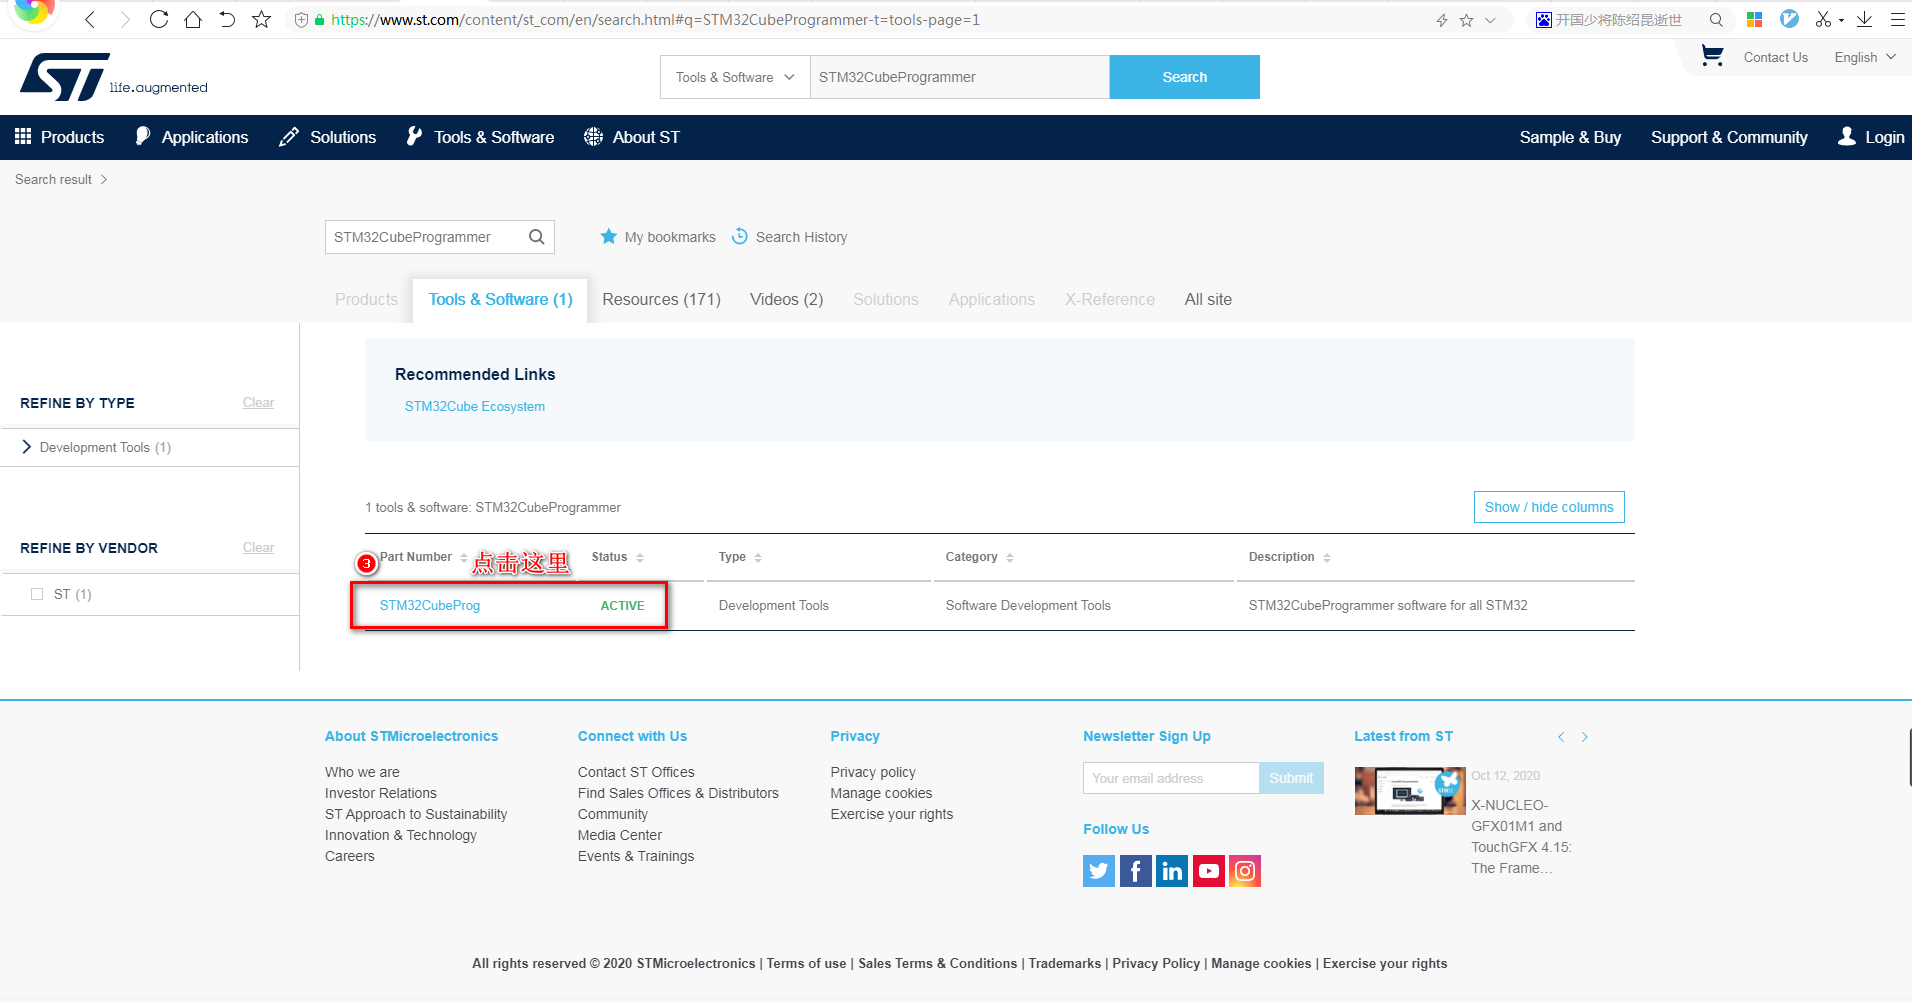 https://www.st.com/content/st_com/en/search.html#q=STM32CubeProgrammer-t=tools-page=1
开国少将陈绍昆逝世
Contact Us
English
ST
life.augmented
Tools & Software
STM32CubeProgrammer
Search
Products
Applications
Solutions
Tools & Software
About ST
Sample & Buy
Support & Community
Login
Search result
STM32CubeProgrammer
My bookmarks
Search History
Products
Tools & Software (1)
Resources (171)
Videos (2)
Solutions
Applications
X-Reference
All site
Recommended Links
STM32Cube Ecosystem
REFINE BY TYPE
Clear
Development Tools (1)
REFINE BY VENDOR
Clear
ST (1)
1 tools & software: STM32CubeProgrammer
Show / hide columns
3
Part Number
点击这里
Status
Type
Category
Description
STM32CubeProg
ACTIVE
Development Tools
Software Development Tools
STM32CubeProgrammer software for all STM32
About STMicroelectronics
Who we are
Investor Relations
ST Approach to Sustainability
Innovation & Technology
Careers
Connect with Us
Contact ST Offices
Find Sales Offices & Distributors
Community
Media Center
Events & Trainings
Privacy
Privacy policy
Manage cookies
Exercise your rights
Newsletter Sign Up
Your email address
Submit
Follow Us
Latest from ST
Oct 12, 2020
X-NUCLEO-
GFX01M1 and
TouchGFX 4.15:
The Frame…
All rights reserved © 2020 STMicroelectronics | Terms of use | Sales Terms & Conditions | Trademarks | Privacy Policy | Manage cookies | Exercise your rights